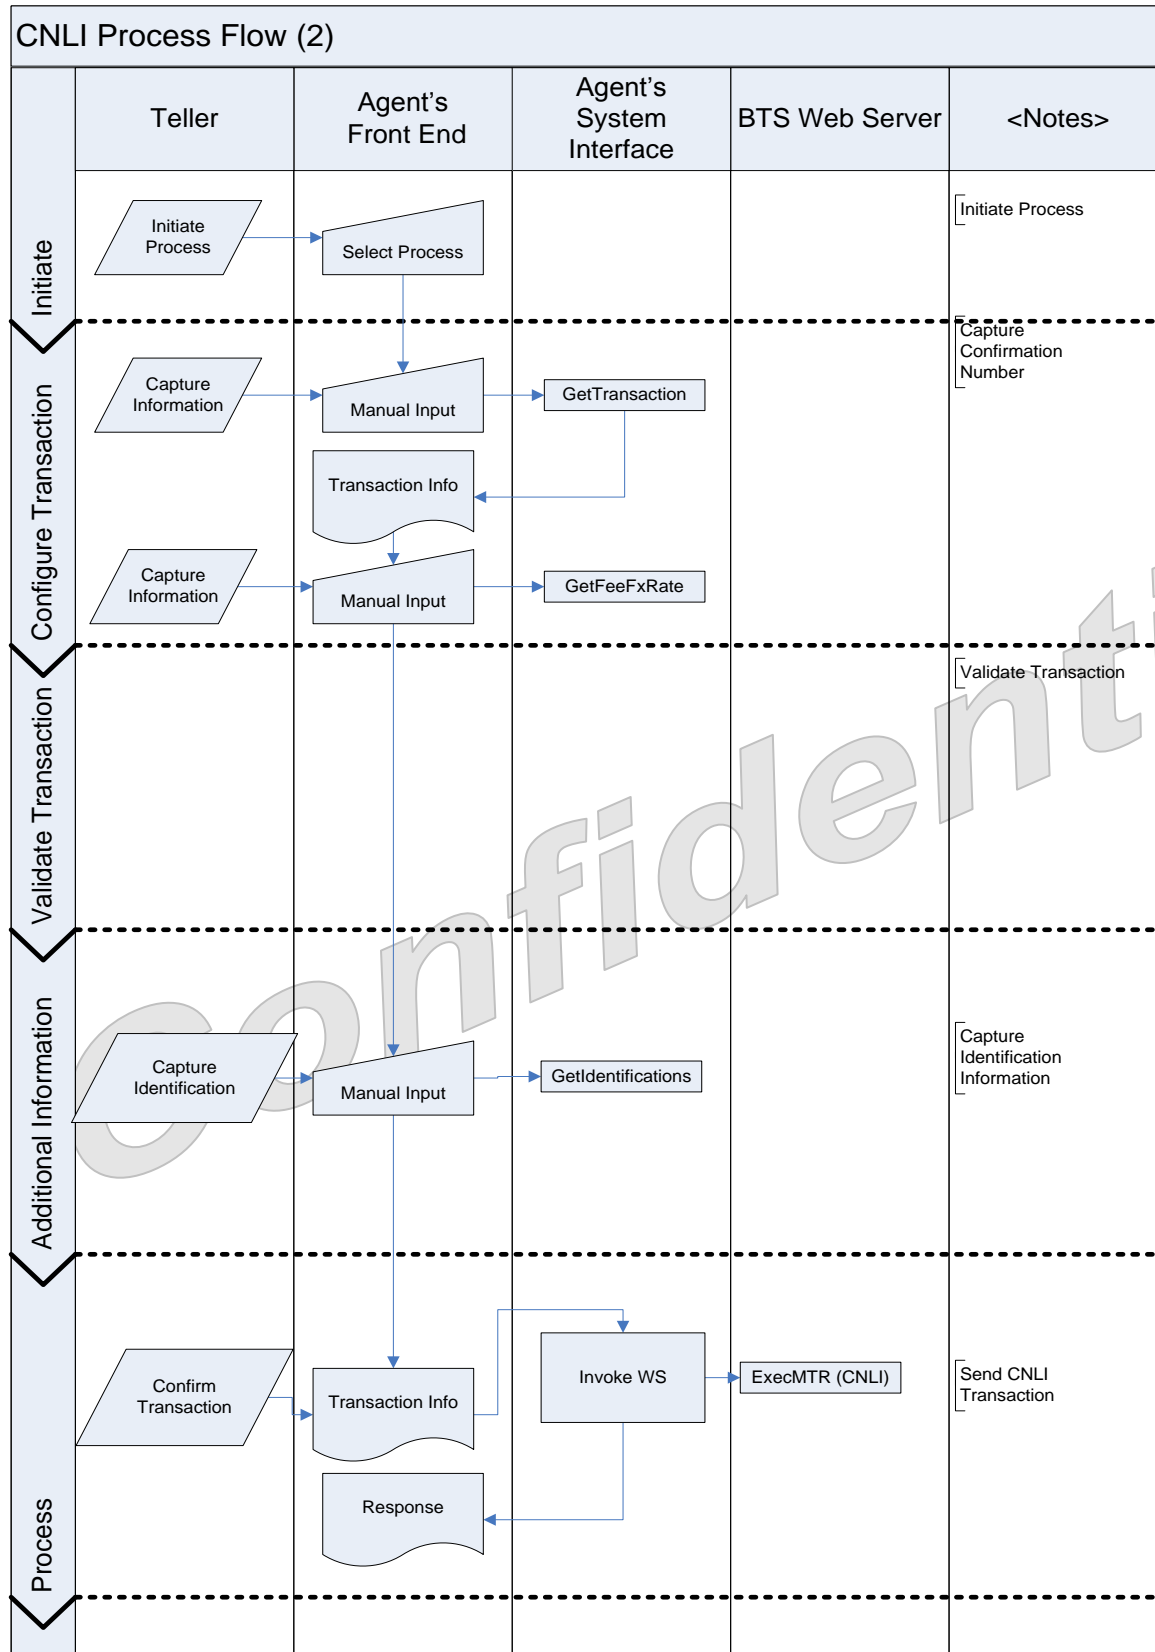 CNLI Process Flow (2)
Teller
Agent's
Front End
Agent's
System
Interface
BTS Web Server
<Notes>
Initiate
Initiate
Process
Select Process
Initiate Process
Configure Transaction
Capture
Information
Manual Input
GetTransaction
Capture
Confirmation
Number
Transaction Info
Capture
Information
Manual Input
GetFeeFxRate
Validate Transaction
Validate Transaction
Additional Information
Capture
Identification
Manual Input
GetIdentifications
Capture
Identification
Information
Process
Confirm
Transaction
Transaction Info
Invoke WS
ExecMTR (CNLI)
Send CNLI
Transaction
Response
Confidenti